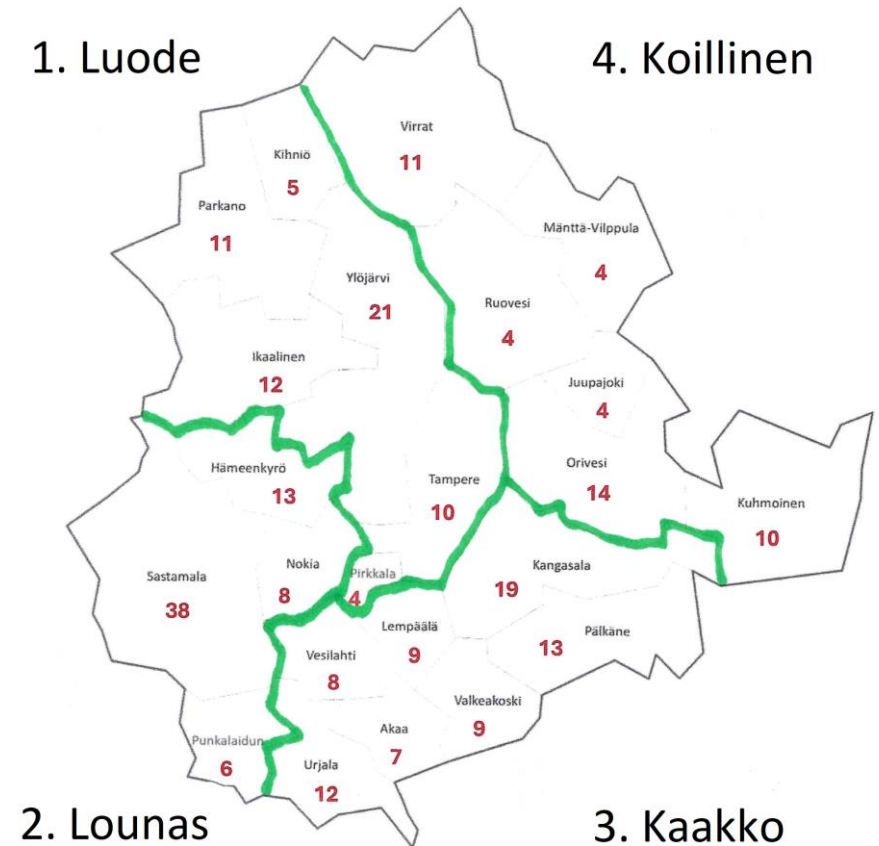 1. Luode
4. Koillinen
Virrat
11
Kihniö
5
Parkano
11
Mänttä-Vilppula
4
Ylöjärvi
21
Ruovesi
4
Ikaalinen
12
Juupajoki
4
Hämeenkyrö
13
Tampere
10
Orivesi
14
Kuhmoinen
10
Sastamala
38
Nokia
8
Pirkkala
4
Kangasala
19
Lempäälä
9
Pälkäne
13
Vesilahti
8
Valkeakoski
9
Punkalaidun
6
Akaa
7
Urjala
12
2. Lounas
3. Kaakko